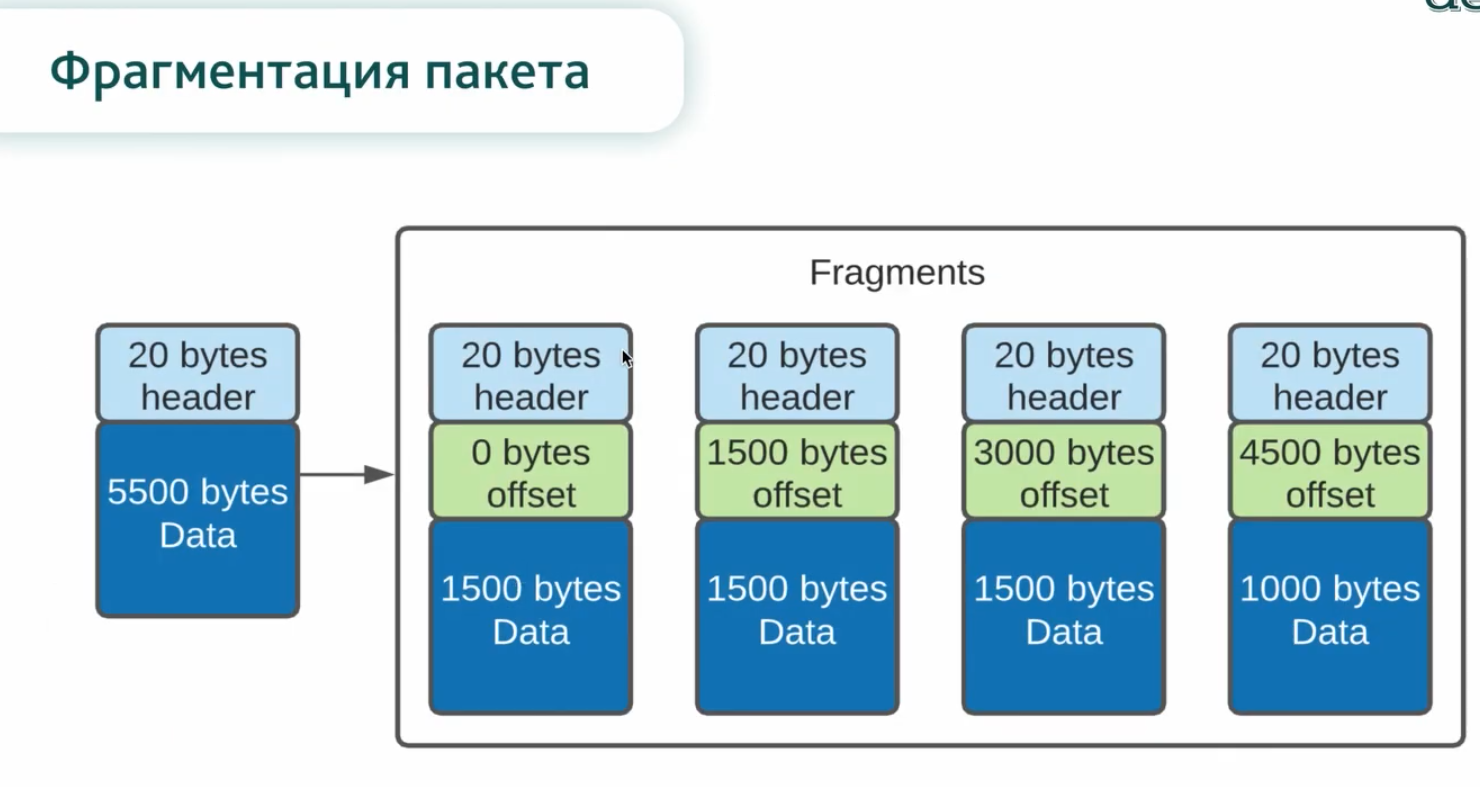 Фрагментация пакета
Fragments
20 bytes
header
5500 bytes
Data
20 bytes
header
0 bytes
offset
1500 bytes
Data
20 bytes
header
1500 bytes
offset
1500 bytes
Data
20 bytes
header
3000 bytes
offset
1500 bytes
Data
20 bytes
header
4500 bytes
offset
1000 bytes
Data